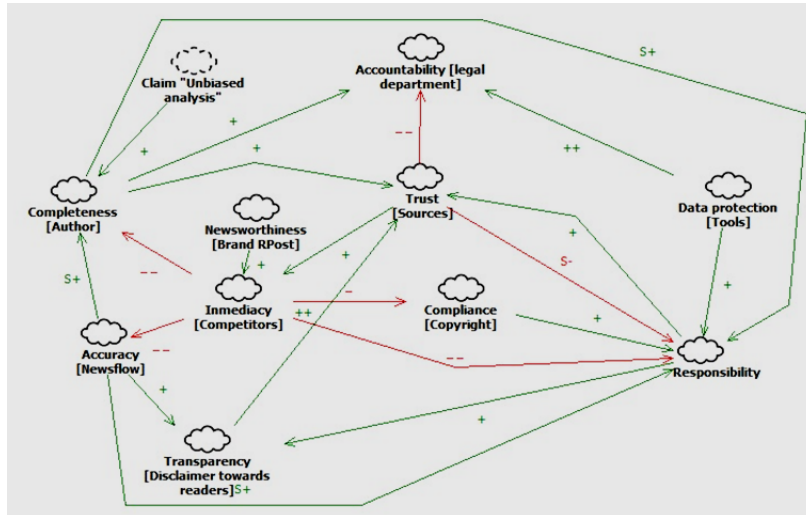 S+
Claim "Unbiased
analysis"
Accountability [legal
department]
+
--
+
+
++
Completeness
[Author]
Trust
[Sources]
Data protection
[Tools]
Newsworthiness
[Brand RPost]
+
S+
--
+
+
S-
-
+
Inmediacy
[Competitors]
++
Compliance
[Copyright]
+
--
--
Accuracy
[Newsflow]
Responsibility
+
+
Transparency
[Disclaimer towards
readers]S+